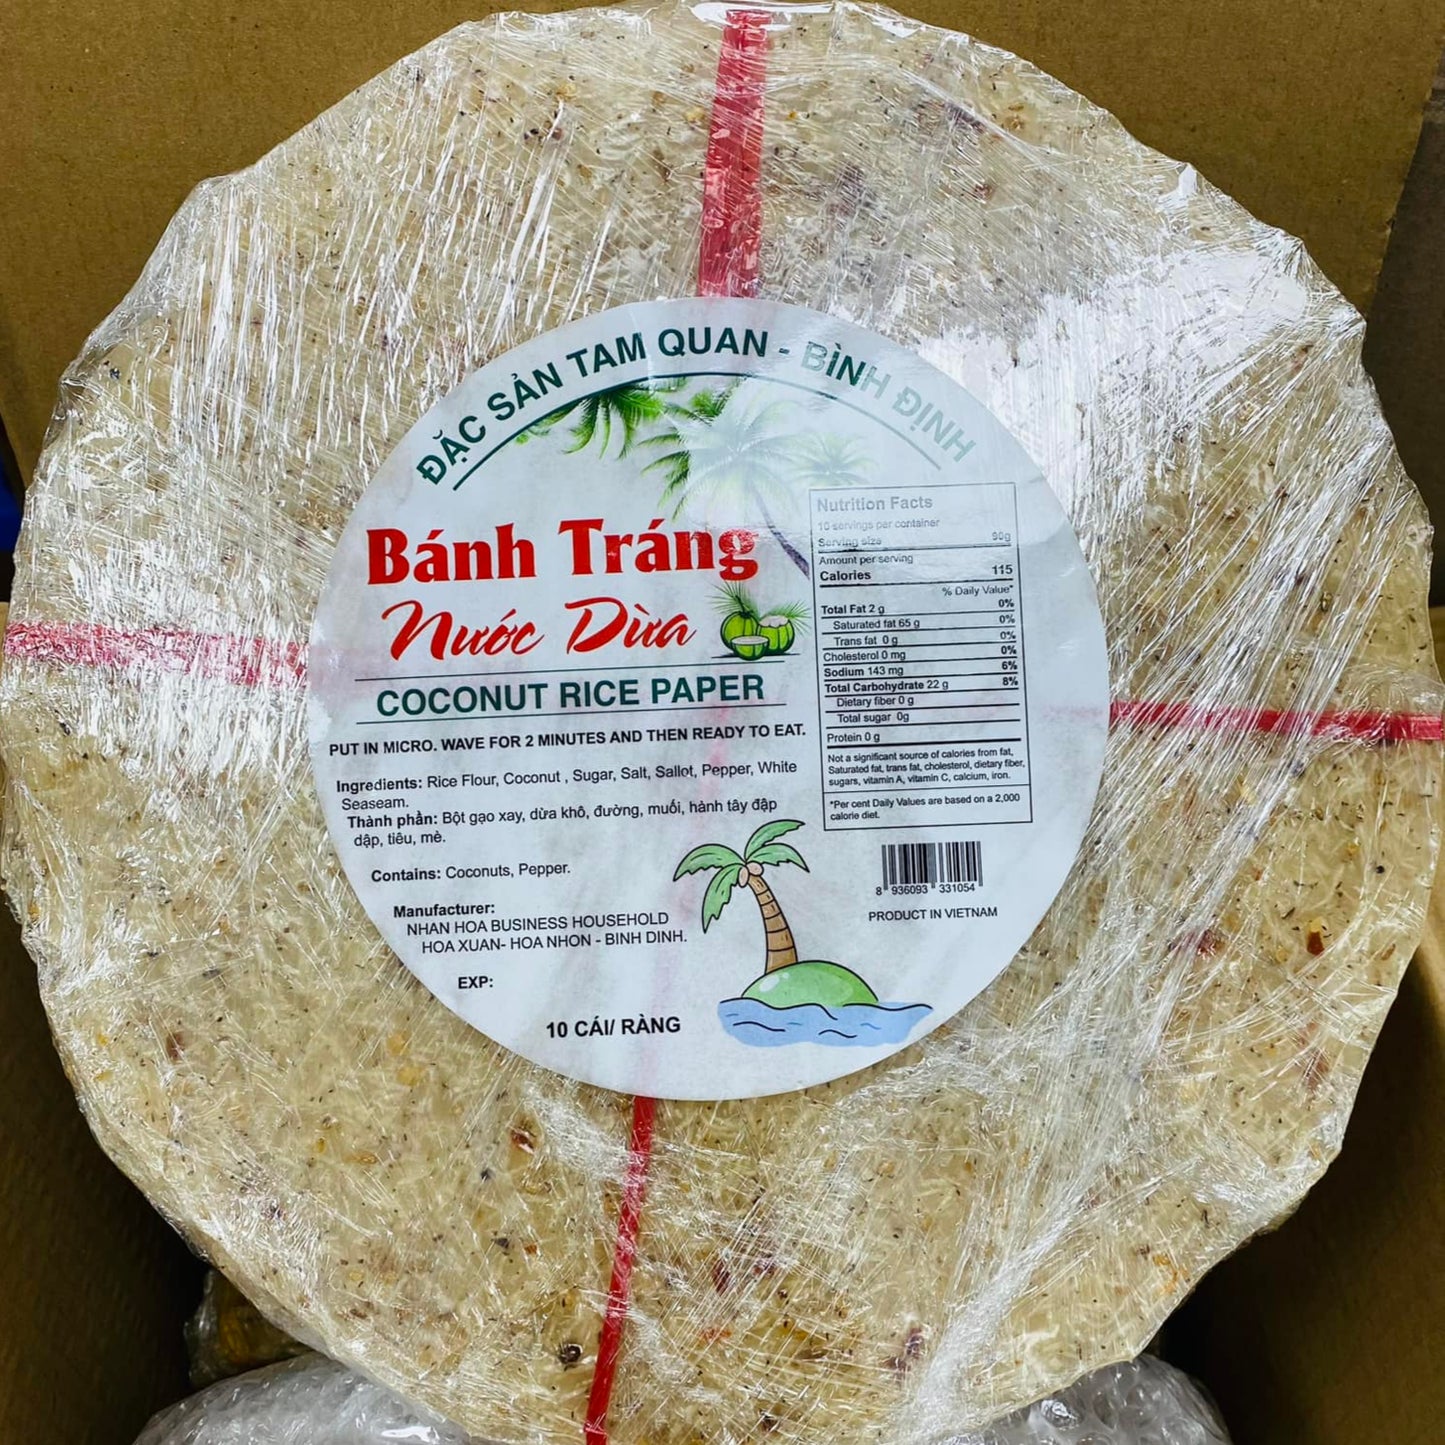 ĐẶC SẢN TAM QUAN - BÌNH ĐỊNH
Bánh Tráng
Nước Dừa
COCONUT RICE PAPER
PUT IN MICRO. WAVE FOR 2 MINUTES AND THEN READY TO EAT.
Ingredients: Rice Flour, Coconut , Sugar, Salt, Sallot, Pepper, White
Seaseam.
Thành phần: Bột gạo xay, dừa khô, đường, muối, hành tây đập
dập, tiêu, mè.
Contains: Coconuts, Pepper.
Manufacturer:
NHAN HOA BUSINESS HOUSEHOLD
HOA XUAN- HOA NHON - BINH DINH.
EXP:
10 CÁI/ RÀNG
Nutrition Facts
10 servings per container
Serving size 90g
Amount per serving
Calories 115
% Daily Value*
Total Fat 2 g 0%
Saturated fat 65 g 0%
Trans fat 0 g 0%
Cholesterol 0 mg 0%
Sodium 143 mg 6%
Total Carbohydrate 22 g 8%
Dietary fiber 0 g
Total sugar 0g
Protein 0 g
Not a significant source of calories from fat,
Saturated fat, trans fat, cholesterol, dietary fiber,
sugars, vitamin A, vitamin C, calcium, iron.
*Per cent Daily Values are based on a 2,000
calorie diet.
8 936093 331054
PRODUCT IN VIETNAM